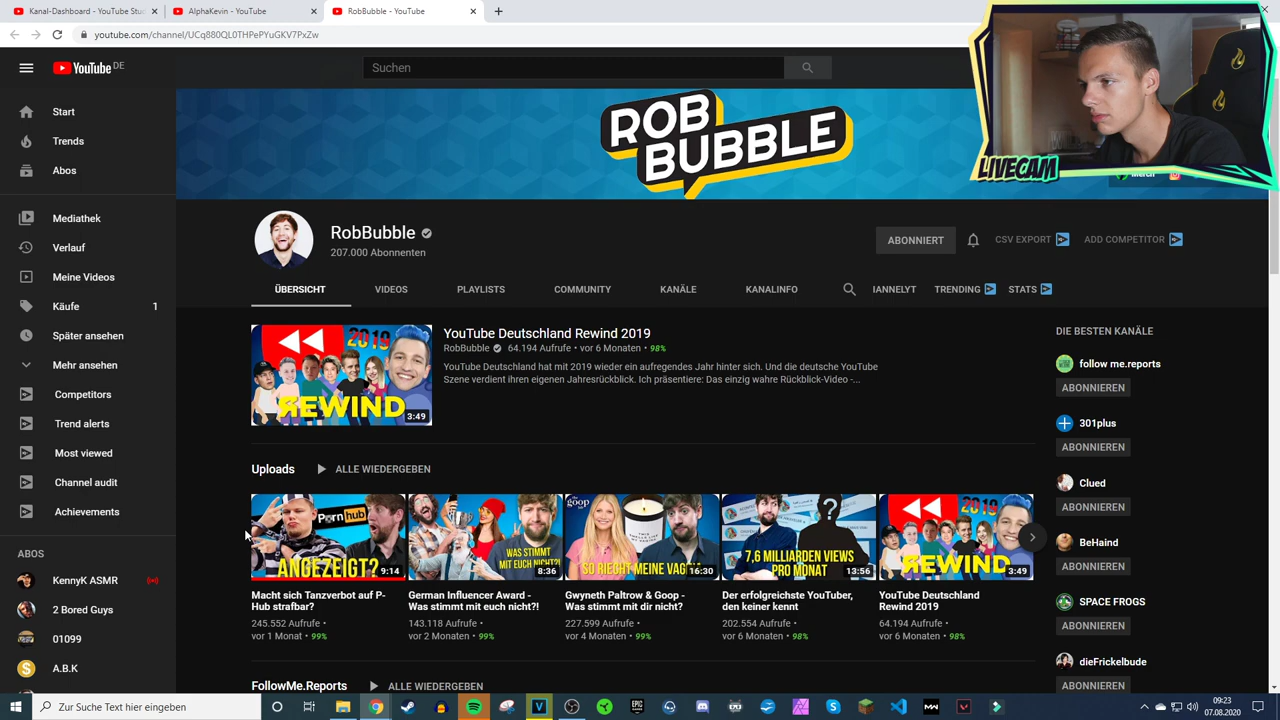 Kanal-Dashboard - YouTube Stu
AlphaKevin - YouTube
RobBubble - YouTube
youtube.com/channel/UCq880QL0THPePYuGKV7PxZw
YouTube DE
Suchen
ROB
BUBBLE
LIVECAM
Merch
Start
Trends
Abos
Mediathek
Verlauf
Meine Videos
Käufe 1
Später ansehen
Mehr ansehen
Competitors
Trend alerts
Most viewed
Channel audit
Achievements
ABOS
KennyK ASMR
2 Bored Guys
01099
A.B.K
RobBubble
207.000 Abonnenten
ABONNIERT
CSV EXPORT
ADD COMPETITOR
ÜBERSICHT VIDEOS PLAYLISTS COMMUNITY KANÄLE KANALINFO IANNELYT TRENDING STATS
2019
REWIND
3:49
YouTube Deutschland Rewind 2019
RobBubble 64.194 Aufrufe • vor 6 Monaten • 98%
YouTube Deutschland hat mit 2019 wieder ein aufregendes Jahr hinter sich. Und die deutsche YouTube
Szene verdient ihren eigenen Jahresrückblick. Ich präsentiere: Das einzig wahre Rückblick-Video -...
Uploads ALLE WIEDERGEBEN
Pornhub
ANGEZEIGT?
9:14
Macht sich Tanzverbot auf P-
Hub strafbar?
245.552 Aufrufe •
vor 1 Monat • 99%
WAS STIMMT
MIT EUCH NICHT?!
8:36
German Influencer Award -
Was stimmt mit euch nicht?!
143.118 Aufrufe •
vor 2 Monaten • 99%
the goop
SO RIECHT MEINE VAG
16:30
Gwyneth Paltrow & Goop -
Was stimmt mit dir nicht?
227.599 Aufrufe •
vor 4 Monaten • 99%
?
7,6 MILLIARDEN VIEWS
PRO MONAT
13:56
Der erfolgreichste YouTuber,
den keiner kennt
202.554 Aufrufe •
vor 6 Monaten • 98%
2019
REWIND
3:49
YouTube Deutschland
Rewind 2019
64.194 Aufrufe •
vor 6 Monaten • 98%
FollowMe.Reports ALLE WIEDERGEBEN
DIE BESTEN KANÄLE
follow me.reports
ABONNIEREN
301plus
ABONNIEREN
Clued
ABONNIEREN
BeHaind
ABONNIEREN
SPACE FROGS
ABONNIEREN
dieFrickelbude
ABONNIEREN
Zur Suche Text hier eingeben
EPIC GAMES
MW
09:23
07.08.2020